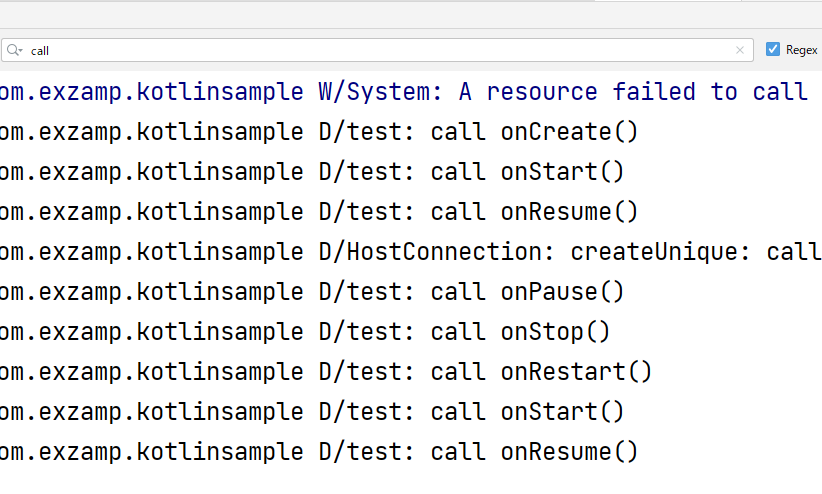 call
Regex
om.exzamp.kotlinsample W/System: A resource failed to call
om.exzamp.kotlinsample D/test: call onCreate()
om.exzamp.kotlinsample D/test: call onStart()
om.exzamp.kotlinsample D/test: call onResume()
om.exzamp.kotlinsample D/HostConnection: createUnique: call
om.exzamp.kotlinsample D/test: call onPause()
om.exzamp.kotlinsample D/test: call onStop()
om.exzamp.kotlinsample D/test: call onRestart()
om.exzamp.kotlinsample D/test: call onStart()
om.exzamp.kotlinsample D/test: call onResume()